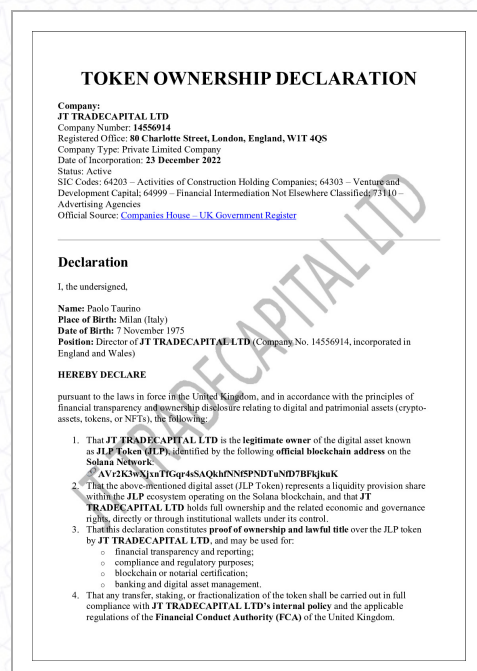 TOKEN OWNERSHIP DECLARATION
Company:
JT TRADECAPITAL LTD
Company Number: 14556914
Registered Office: 80 Charlotte Street, London, England, W1T 4QS
Company Type: Private Limited Company
Date of Incorporation: 23 December 2022
Status: Active
SIC Codes; 64203 – Activities of Construction Holding Companies; 64303 – Venture and
Development Capital; 64999 – Financial Intermediation Not Elsewhere Classified; 73110 –
Advertising Agencies
Official Source: Companies House – UK Government Register
Declaration
I, the undersigned,
Name: Paolo Taurino
Place of Birth: Milan (Italy)
Date of Birth: 7 November 1975
Position: Director of JT TRADECAPITAL LTD (Company No. 14556914, incorporated in
England and Wales)
HEREBY DECLARE
pursuant to the laws in force in the United Kingdom, and in accordance with the principles of
financial transparency and ownership disclosure relating to digital and patrimonial assets (crypto-
assets, tokens, or NFTs), the following:
1. That JT TRADECAPITAL LTD is the legitimate owner of the digital asset known
as JLP Token (JLP), identified by the following official blockchain address on the
Solana Network:
AVr2K3wXjxnTfGqr4sSAQkhfNNf5PNDTuNfD7BFkjkuK
2. That the above-mentioned digital asset (JLP Token) represents a liquidity provision share
within the JLP ecosystem operating on the Solana blockchain, and that JT
TRADECAPITAL LTD holds full ownership and the related economic and governance
rights, directly or through institutional wallets under its control.
3. That this declaration constitutes proof of ownership and lawful title over the JLP token
by JT TRADECAPITAL LTD, and may be used for:
o financial transparency and reporting;
o compliance and regulatory purposes;
o blockchain or notarial certification;
o banking and digital asset management.
4. That any transfer, staking, or fractionalization of the token shall be carried out in full
compliance with JT TRADECAPITAL LTD's internal policy and the applicable
regulations of the Financial Conduct Authority (FCA) of the United Kingdom.
JT TRADECAPITAL LTD